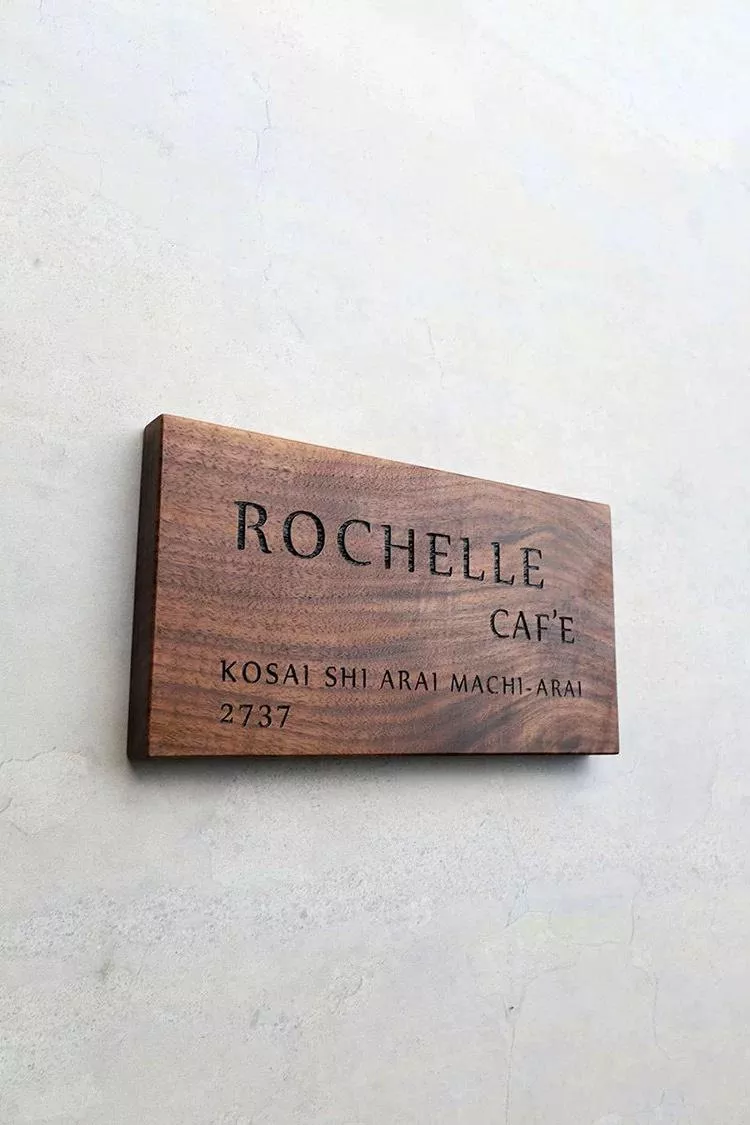 ROCHELLE
CAF'E
KOSAI SHI ARAI MACHI-ARAI
2737